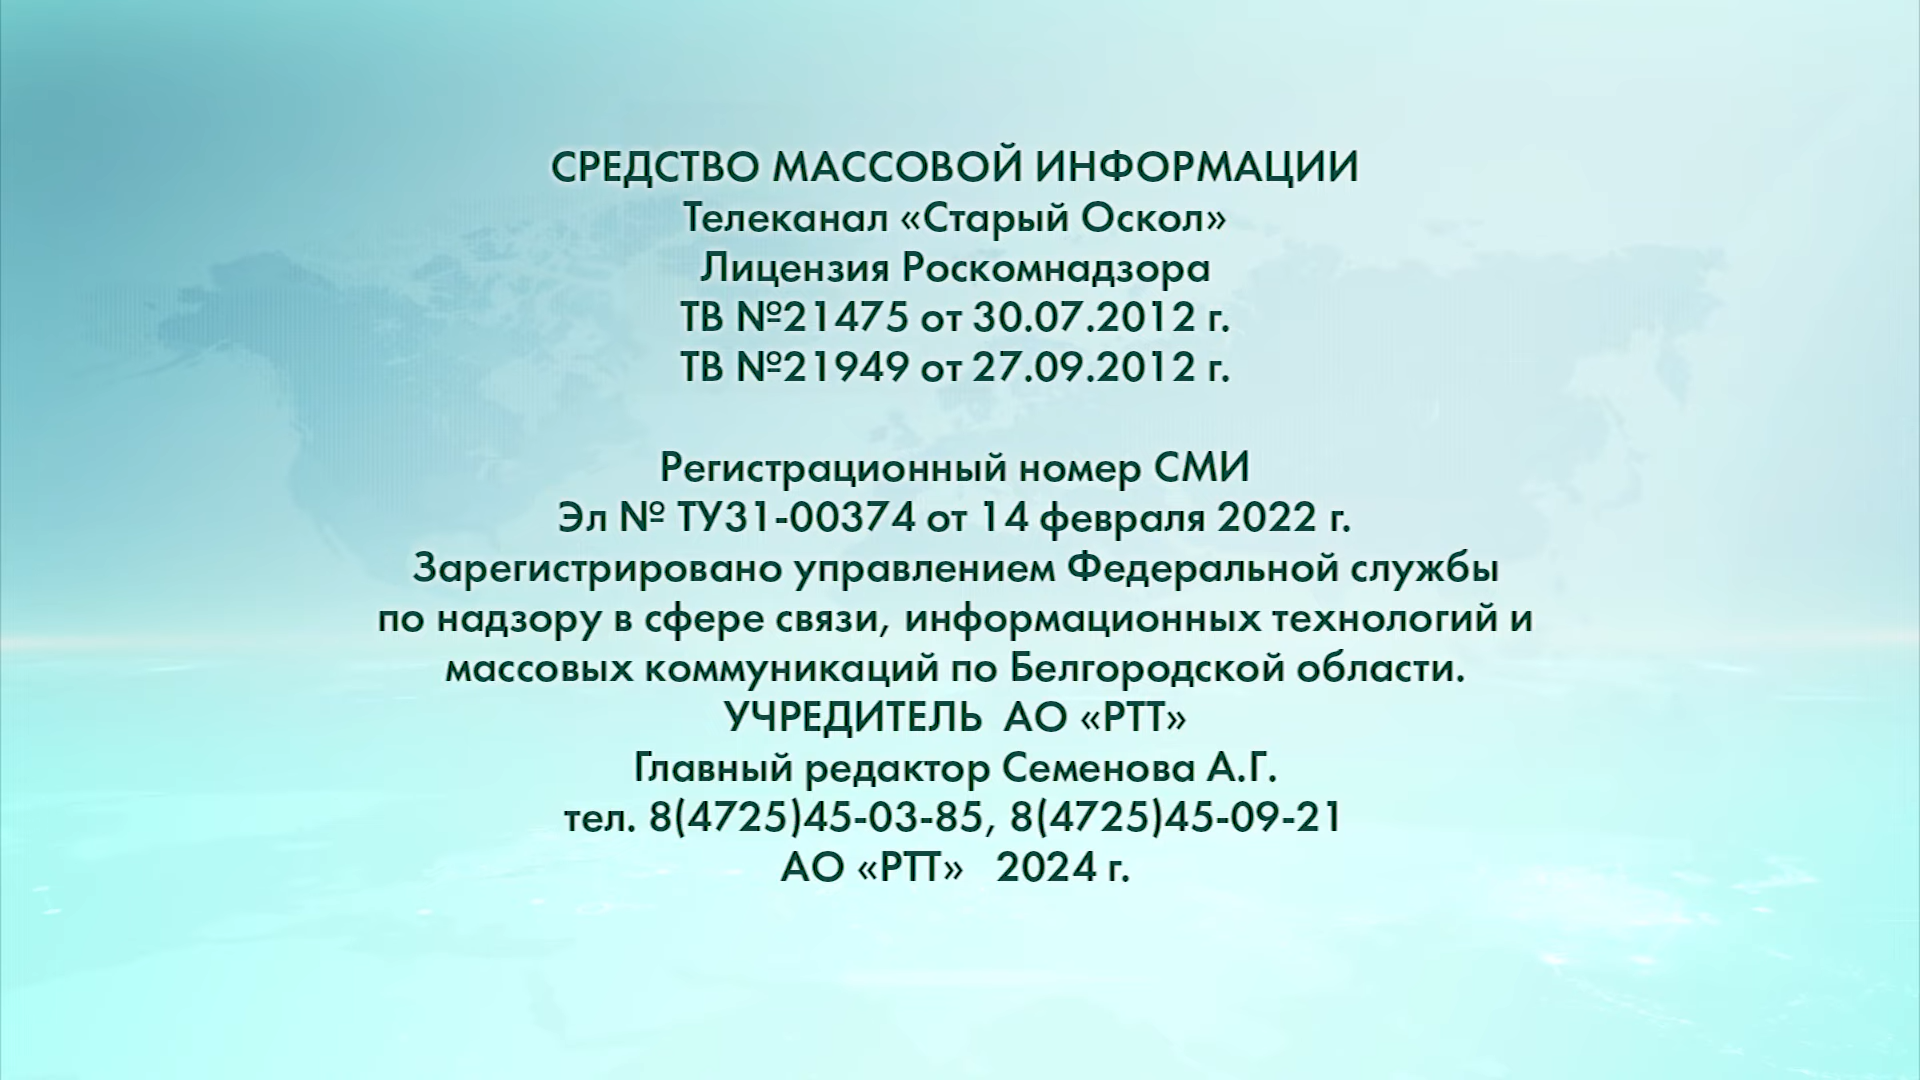 СРЕДСТВО МАССОВОЙ ИНФОРМАЦИИ
Телеканал «Старый Оскол»
Лицензия Роскомнадзора
ТВ №21475 от 30.07.2012 г.
ТВ №21949 от 27.09.2012 г.
Регистрационный номер СМИ
Эл № ТУ31-00374 от 14 февраля 2022 г.
Зарегистрировано управлением Федеральной службы
по надзору в сфере связи, информационных технологий и
массовых коммуникаций по Белгородской области.
УЧРЕДИТЕЛЬ  АО «РТТ»
Главный редактор Семенова А.Г.
тел. 8(4725)45-03-85, 8(4725)45-09-21
АО «РТТ»   2024 г.